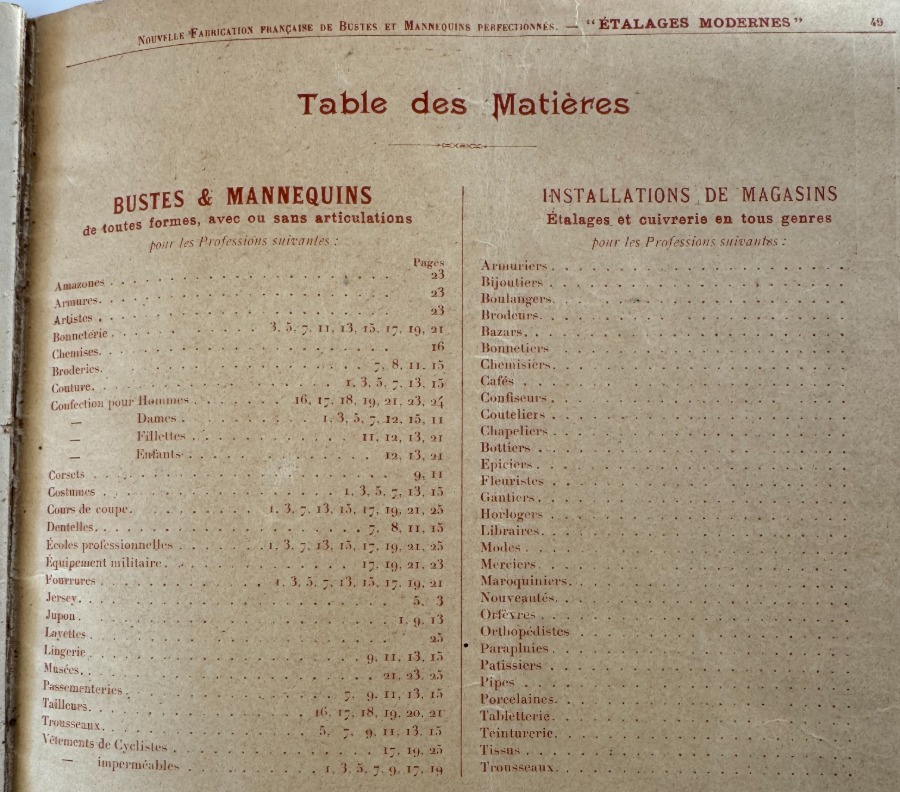 NOUVELLE FABRICATION FRANÇAISE DE BUSTES ET MANNEQUINS PERFECTIONNÉS. — "ÉTALAGES MODERNES" 49
Table des Matières
BUSTES & MANNEQUINS
de toutes formes, avec ou sans articulations
pour les Professions suivantes :
Pages
Amazones 23
Armures 23
Artistes 23
Bonneterie 3, 5, 7, 11, 13, 15, 17, 19, 21
Chemises 16
Broderies 7, 8, 11, 15
Couture 1, 3, 5, 7, 13, 15
Confection pour Hommes 16, 17, 18, 19, 21, 23, 24
— Dames 1, 3, 5, 7, 12, 15, 11
— Fillettes 11, 12, 13, 21
— Enfants 12, 13, 21
Corsets 9, 11
Costumes 1, 3, 5, 7, 13, 15
Cours de coupe 1, 3, 7, 13, 15, 17, 19, 21, 25
Dentelles 7, 8, 11, 15
Écoles professionnelles 1, 3, 7, 13, 15, 17, 19, 21, 25
Équipement militaire 17, 19, 21, 23
Fourrures 1, 3, 5, 7, 13, 15, 17, 19, 21
Jersey 5, 3
Jupon 1, 9, 13
Layettes 25
Lingerie 9, 11, 13, 15
Musées 21, 23, 25
Passementeries 7, 9, 11, 13, 15
Tailleurs 16, 17, 18, 19, 20, 21
Trousseaux 5, 7, 9, 11, 13, 15
Vêtements de Cyclistes 17, 19, 25
— imperméables 1, 3, 5, 7, 9, 17, 19
INSTALLATIONS DE MAGASINS
Étalages et cuivrerie en tous genres
pour les Professions suivantes :
Armuriers
Bijoutiers
Boulangers
Brodeurs
Bazars
Bonnetiers
Chemisiers
Cafés
Confiseurs
Couteliers
Chapeliers
Bottiers
Epiciers
Fleuristes
Gantiers
Horlogers
Libraires
Modes
Merciers
Maroquiniers
Nouveautés
Orfèvres
Orthopédistes
Parapluies
Patissiers
Pipes
Porcelaines
Tabletterie
Teinturerie
Tissus
Trousseaux